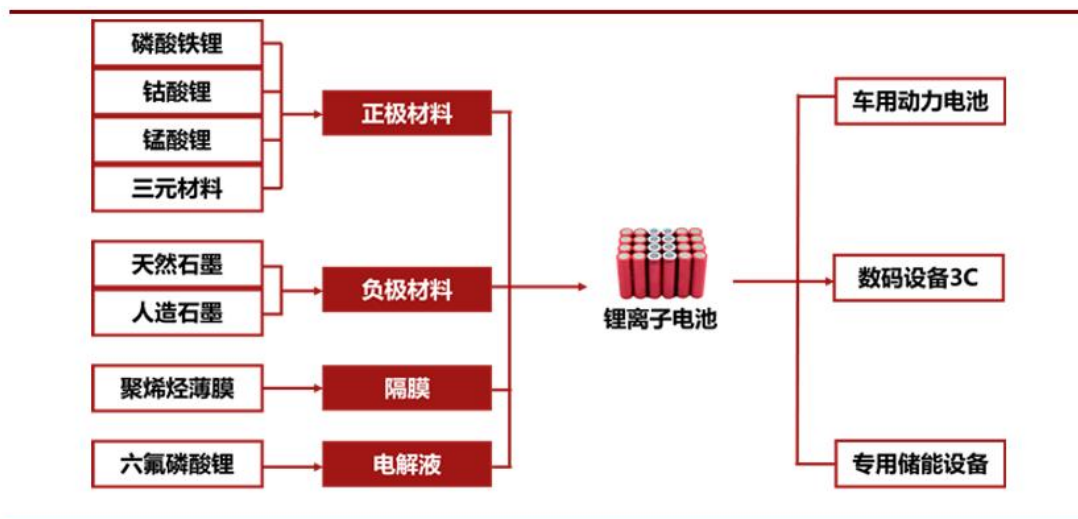 磷酸铁锂
钴酸锂
锰酸锂
三元材料
正极材料
天然石墨
人造石墨
负极材料
聚烯烃薄膜
隔膜
六氟磷酸锂
电解液
锂离子电池
车用动力电池
数码设备3C
专用储能设备